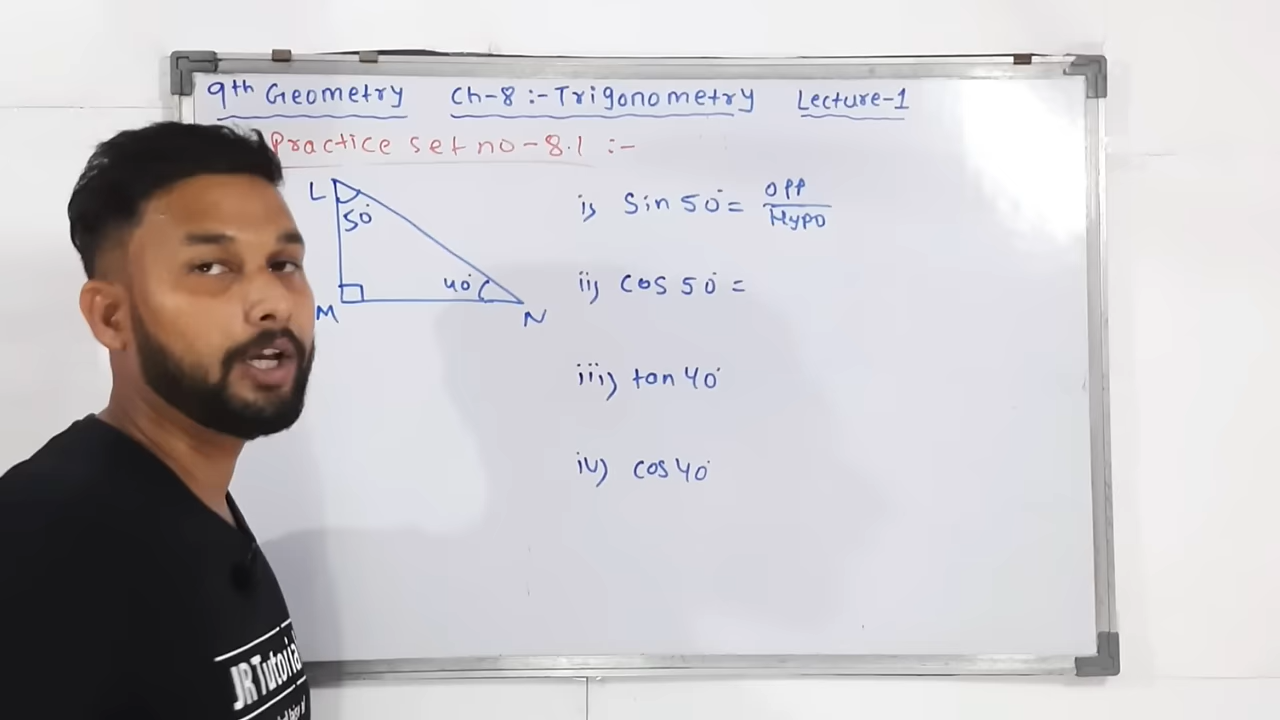 9th Geometry Ch-8 :- Trigonometry Lecture-1
Practice set no - 8.1 :-
L
50°
40°
M
N
i) Sin 50° = opp / Hypo
ii) cos 50° =
iii) tan 40°
iv) cos 40°
JR Tutorial